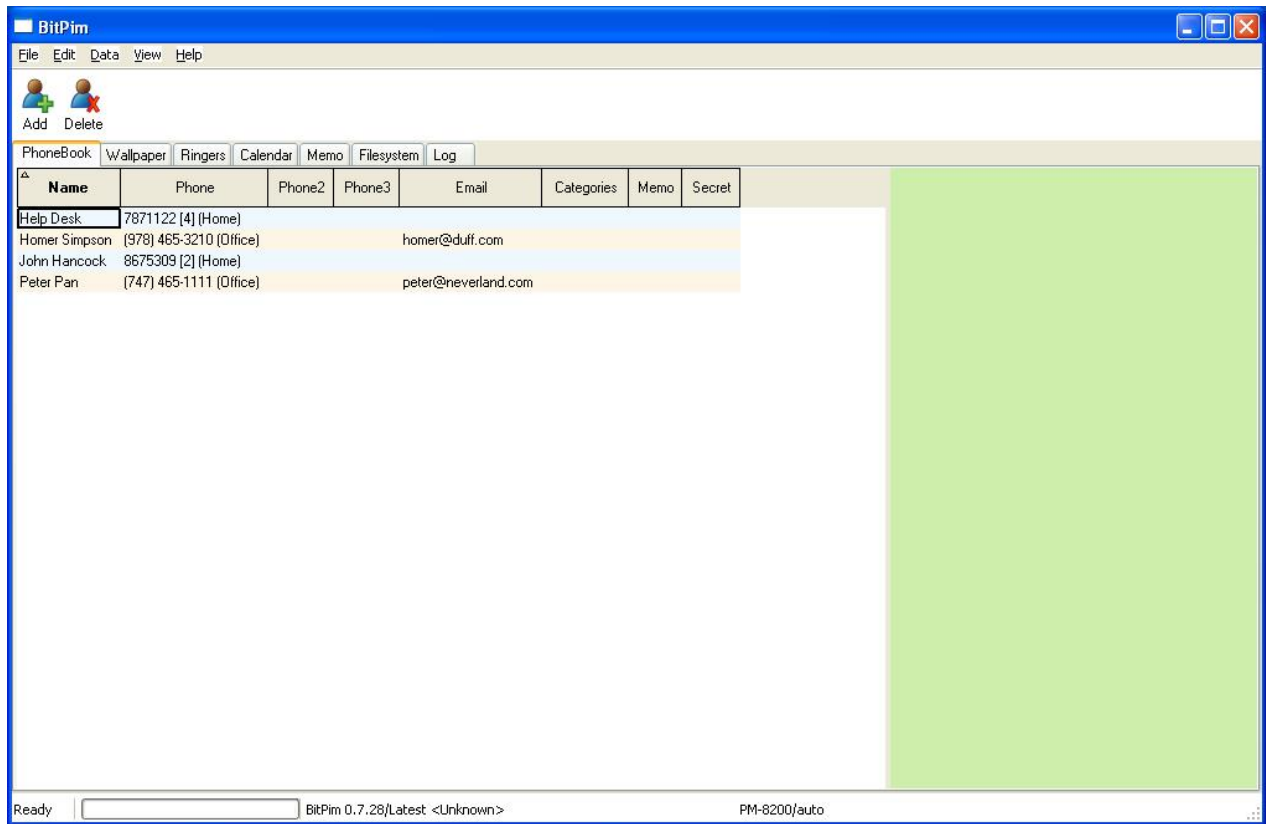 BitPim
File Edit Data View Help
Add Delete
PhoneBook Wallpaper Ringers Calendar Memo Filesystem Log
Name Phone Phone2 Phone3 Email Categories Memo Secret
Help Desk 7871122 [4] (Home)
Homer Simpson (978) 465-3210 (Office) homer@duff.com
John Hancock 8675309 [2] (Home)
Peter Pan (747) 465-1111 (Office) peter@neverland.com
Ready BitPim 0.7.28/Latest <Unknown> PM-8200/auto